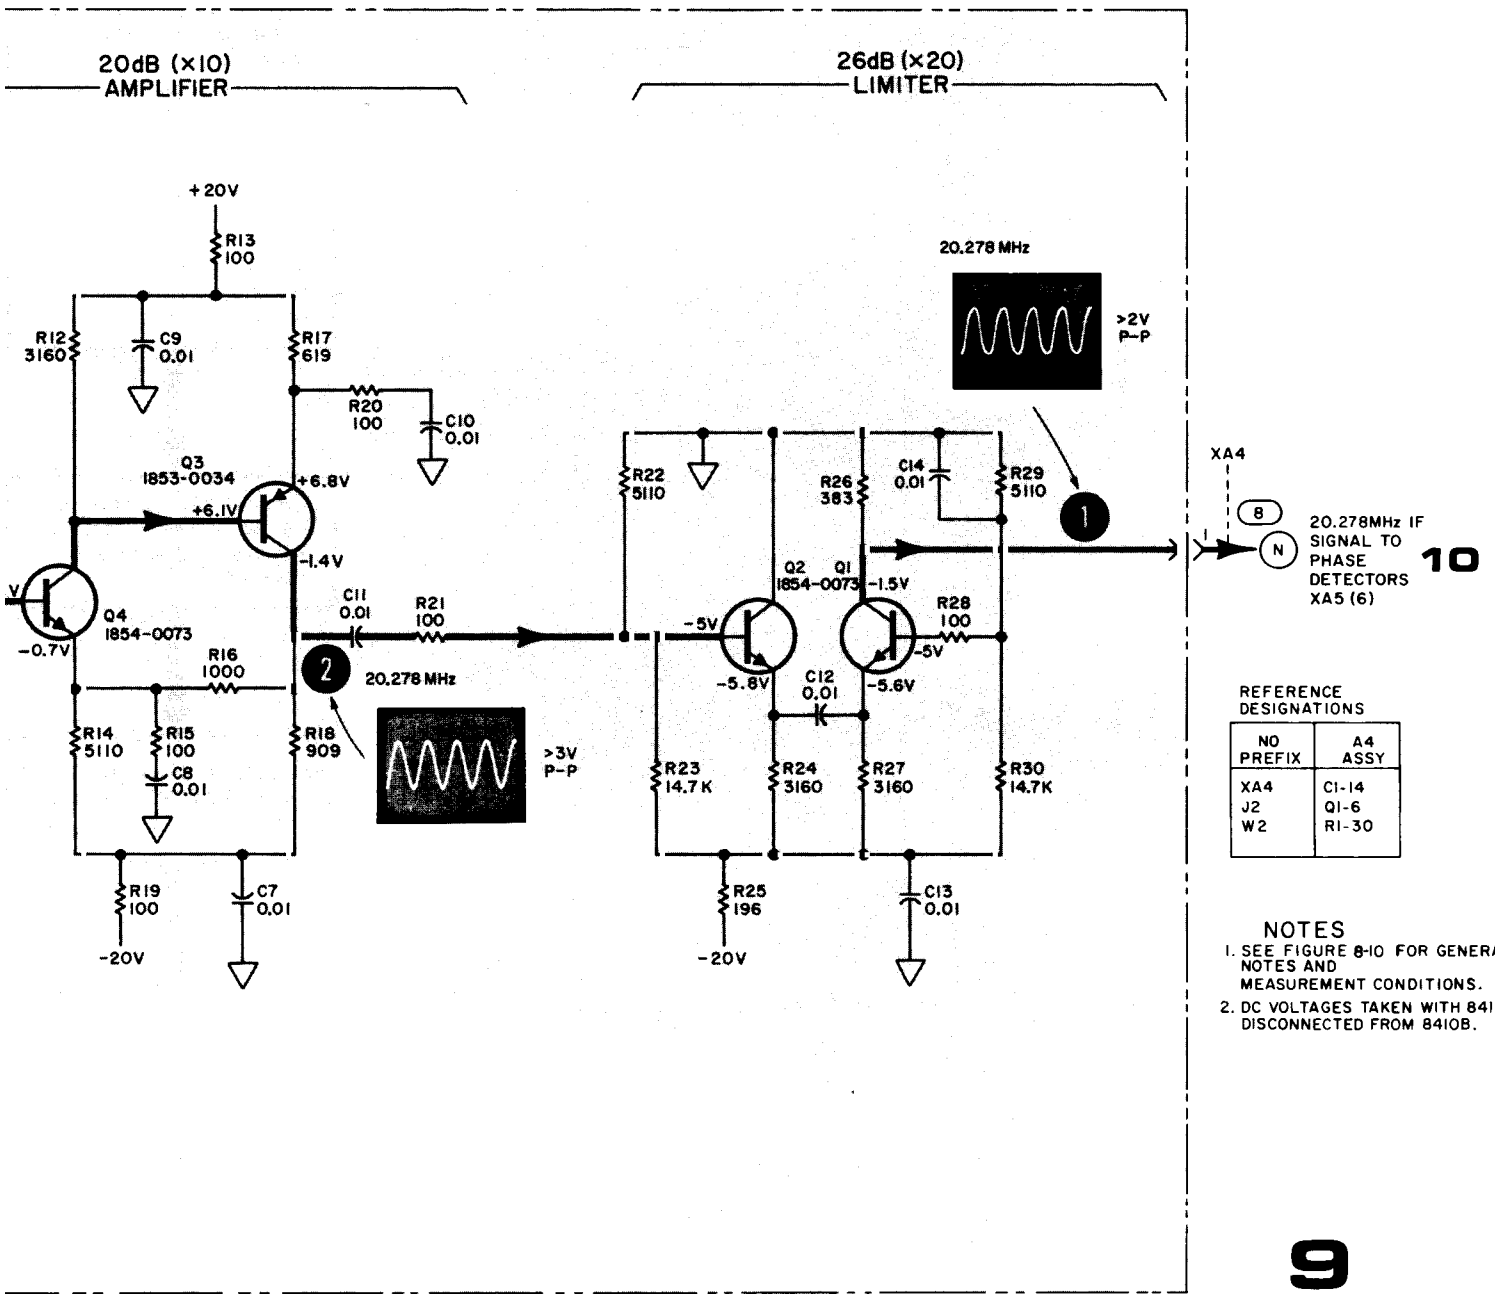 20dB (×10)
AMPLIFIER
26dB (×20)
LIMITER
+20V
R13
100
20.278 MHz
>2V
P-P
R12
3160
C9
0.01
R17
619
R20
100
C10
0.01
Q3
1853-0034
+6.8V
+6.1V
-1.4V
R22
5110
R26
383
C14
0.01
R29
5110
1
XA4
1
8
N
20.278MHz IF
SIGNAL TO
PHASE
DETECTORS
XA5 (6)
10
V
Q4
1854-0073
-0.7V
C11
0.01
R21
100
-5V
Q2
1854-0073
Q1
-1.5V
R28
100
-5V
-5.8V
-5.6V
C12
0.01
R16
1000
2
20.278 MHz
>3V
P-P
R14
5110
R15
100
C8
0.01
R18
909
R23
14.7K
R24
3160
R27
3160
R30
14.7K
R19
100
-20V
C7
0.01
R25
196
-20V
C13
0.01
REFERENCE
DESIGNATIONS
NO PREFIX A4 ASSY
XA4 C1-14
J2 Q1-6
W2 R1-30
NOTES
1. SEE FIGURE 8-10 FOR GENERA
NOTES AND
MEASUREMENT CONDITIONS.
2. DC VOLTAGES TAKEN WITH 841
DISCONNECTED FROM 8410B.
9